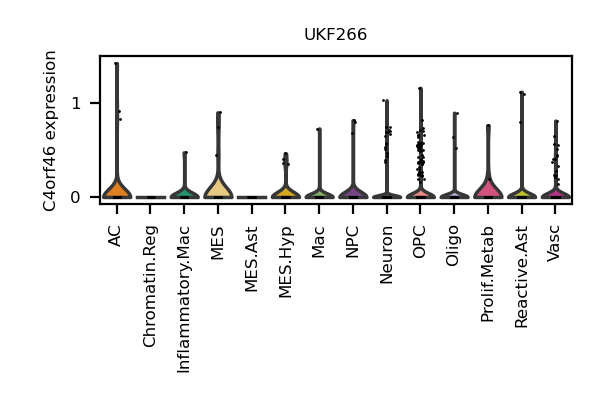 UKF266
C4orf46 expression
1
0
AC
Chromatin.Reg
Inflammatory.Mac
MES
MES.Ast
MES.Hyp
Mac
NPC
Neuron
OPC
Oligo
Prolif.Metab
Reactive.Ast
Vasc